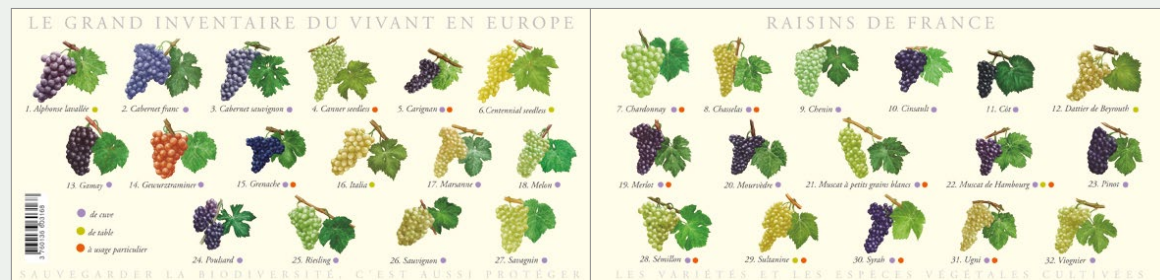 LE GRAND INVENTAIRE DU VIVANT EN EUROPE
RAISINS DE FRANCE
1. Alphonse lavallée
2. Cabernet franc
3. Cabernet sauvignon
4. Canner seedless
5. Carignan
6. Centennial seedless
7. Chardonnay
8. Chasselas
9. Chenin
10. Cinsault
11. Côt
12. Dattier de Beyrouth
13. Gamay
14. Gewurztraminer
15. Grenache
16. Italia
17. Marsanne
18. Melon
19. Merlot
20. Mourvèdre
21. Muscat à petits grains blancs
22. Muscat de Hambourg
23. Pinot
de cuve
de table
à usage particulier
24. Poulsard
25. Riesling
26. Sauvignon
27. Savagnin
28. Sémillon
29. Sultanine
30. Syrah
31. Ugni
32. Viognier
SAUVEGARDER LA BIODIVERSITÉ, C'EST AUSSI PROTÉGER
LES VARIÉTÉS ET LES ESPÈCES VÉGÉTALES CULTIVÉES